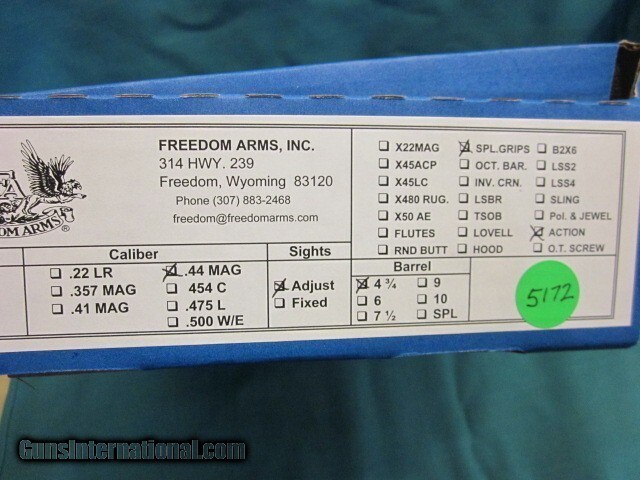 FREEDOM ARMS, INC.
314 HWY. 239
Freedom, Wyoming 83120
Phone (307) 883-2468
freedom@freedomarms.com
DOM ARMS ®
X22MAG
X45ACP
X45LC
X480 RUG.
X50 AE
FLUTES
RND BUTT
SPL.GRIPS
OCT. BAR.
INV. CRN.
LSBR
TSOB
LOVELL
HOOD
B2X6
LSS2
LSS4
SLING
Pol. & JEWEL
ACTION
O.T. SCREW
Caliber
.22 LR
.357 MAG
.41 MAG
.44 MAG
454 C
.475 L
.500 W/E
Sights
Adjust
Fixed
Barrel
4 ¾
6
7 ½
9
10
SPL
5172
GunsInternational.com